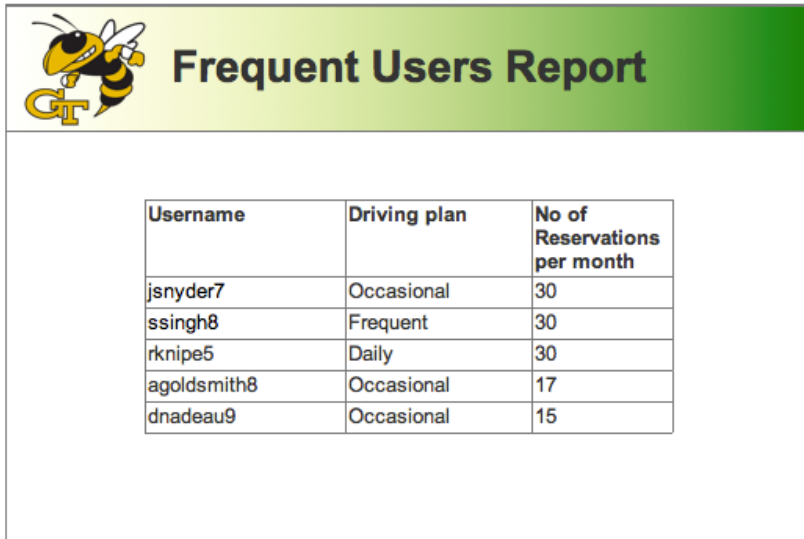 GT
Frequent Users Report
Username Driving plan No of
Reservations
per month
jsnyder7 Occasional 30
ssingh8 Frequent 30
rknipe5 Daily 30
agoldsmith8 Occasional 17
dnadeau9 Occasional 15